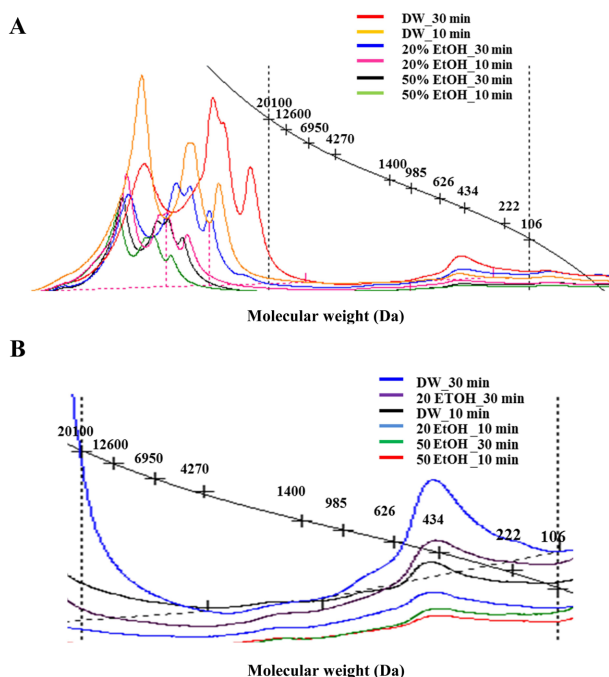 A
DW_30 min
DW_10 min
20% EtOH_30 min
20% EtOH_10 min
50% EtOH_30 min
50% EtOH_10 min
20100
12600
6950
4270
1400
985
626
434
222
106
Molecular weight (Da)
B
DW_30 min
20 ETOH_30 min
DW_10 min
20 EtOH_10 min
50 EtOH_30 min
50 EtOH_10 min
20100
12600
6950
4270
1400
985
626
434
222
106
Molecular weight (Da)